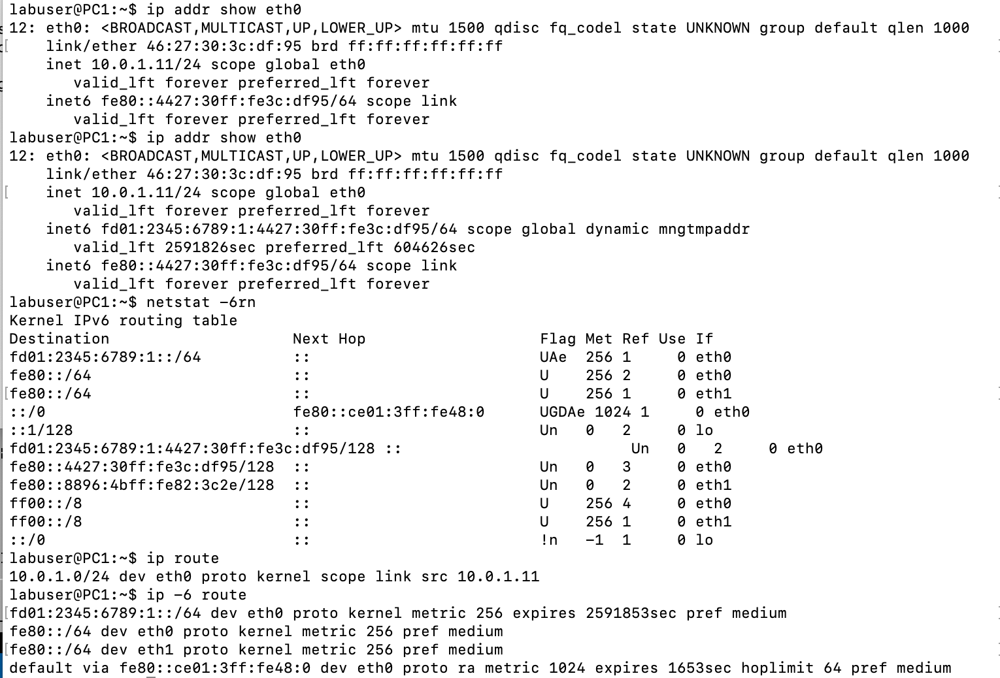 labuser@PC1:~$ ip addr show eth0
12: eth0: <BROADCAST,MULTICAST,UP,LOWER_UP> mtu 1500 qdisc fq_codel state UNKNOWN group default qlen 1000
    link/ether 46:27:30:3c:df:95 brd ff:ff:ff:ff:ff:ff
    inet 10.0.1.11/24 scope global eth0
       valid_lft forever preferred_lft forever
    inet6 fe80::4427:30ff:fe3c:df95/64 scope link
       valid_lft forever preferred_lft forever
labuser@PC1:~$ ip addr show eth0
12: eth0: <BROADCAST,MULTICAST,UP,LOWER_UP> mtu 1500 qdisc fq_codel state UNKNOWN group default qlen 1000
    link/ether 46:27:30:3c:df:95 brd ff:ff:ff:ff:ff:ff
    inet 10.0.1.11/24 scope global eth0
       valid_lft forever preferred_lft forever
    inet6 fd01:2345:6789:1:4427:30ff:fe3c:df95/64 scope global dynamic mngtmpaddr
       valid_lft 2591826sec preferred_lft 604626sec
    inet6 fe80::4427:30ff:fe3c:df95/64 scope link
       valid_lft forever preferred_lft forever
labuser@PC1:~$ netstat -6rn
Kernel IPv6 routing table
Destination                    Next Hop                   Flag Met Ref Use If
fd01:2345:6789:1::/64          ::                         UAe  256 1     0 eth0
fe80::/64                      ::                         U    256 2     0 eth0
fe80::/64                      ::                         U    256 1     0 eth1
::/0                           fe80::ce01:3ff:fe48:0      UGDAe 1024 1     0 eth0
::1/128                        ::                         Un   0   2     0 lo
fd01:2345:6789:1:4427:30ff:fe3c:df95/128 ::                         Un   0   2     0 eth0
fe80::4427:30ff:fe3c:df95/128  ::                         Un   0   3     0 eth0
fe80::8896:4bff:fe82:3c2e/128  ::                         Un   0   2     0 eth1
ff00::/8                       ::                         U    256 4     0 eth0
ff00::/8                       ::                         U    256 1     0 eth1
::/0                           ::                         !n   -1  1     0 lo
labuser@PC1:~$ ip route
10.0.1.0/24 dev eth0 proto kernel scope link src 10.0.1.11
labuser@PC1:~$ ip -6 route
fd01:2345:6789:1::/64 dev eth0 proto kernel metric 256 expires 2591853sec pref medium
fe80::/64 dev eth0 proto kernel metric 256 pref medium
fe80::/64 dev eth1 proto kernel metric 256 pref medium
default via fe80::ce01:3ff:fe48:0 dev eth0 proto ra metric 1024 expires 1653sec hoplimit 64 pref medium